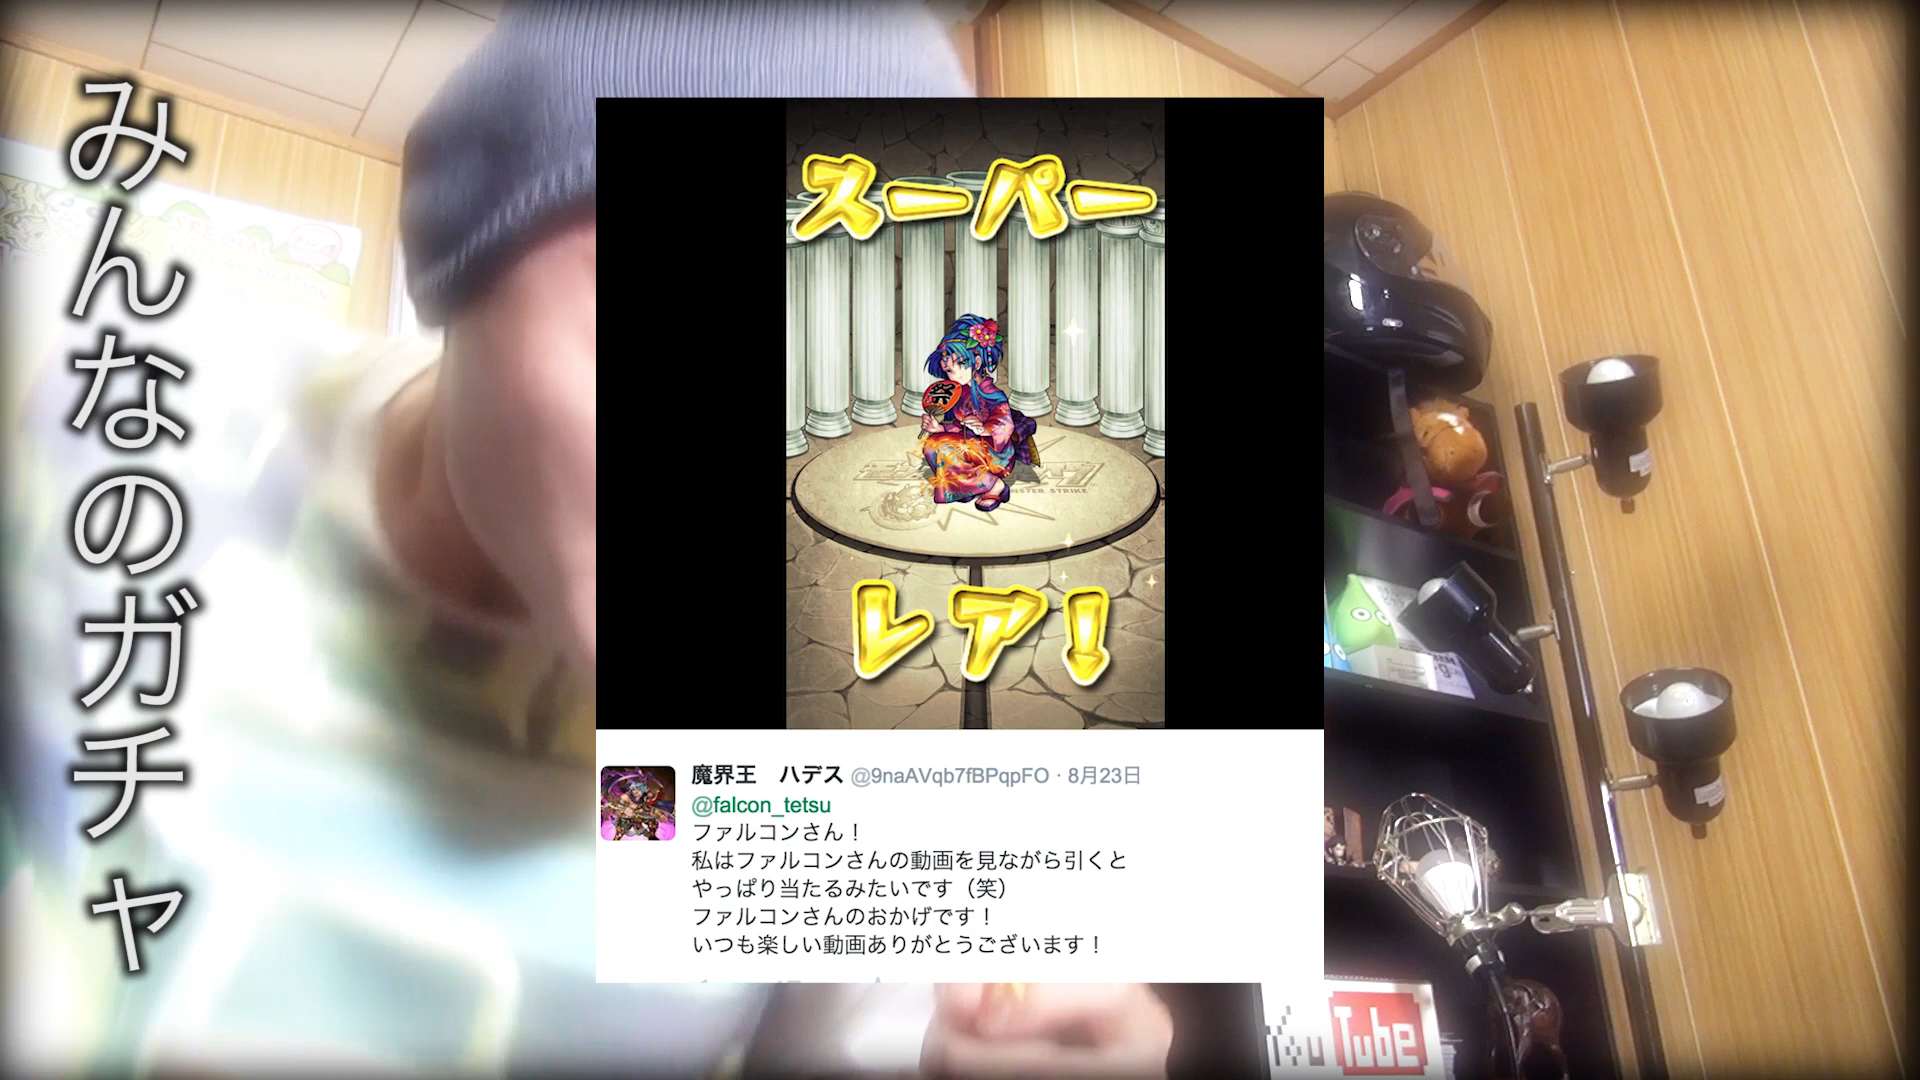 みんなのガチャ
スーパー
祭
MONSTER STRIKE
レア!
魔界王　ハデス @9naAVqb7fBPqpFO · 8月23日
@falcon_tetsu
ファルコンさん！
私はファルコンさんの動画を見ながら引くと
やっぱり当たるみたいです（笑）
ファルコンさんのおかげです！
いつも楽しい動画ありがとうございます！
You Tube